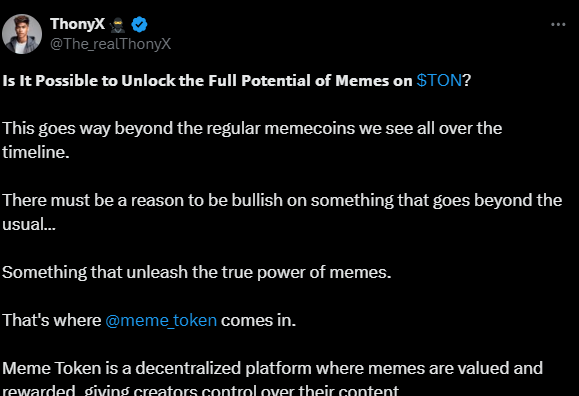 ThonyX 🥷
@The_realThonyX
Is It Possible to Unlock the Full Potential of Memes on $TON?
This goes way beyond the regular memecoins we see all over the
timeline.
There must be a reason to be bullish on something that goes beyond the
usual...
Something that unleash the true power of memes.
That's where @meme_token comes in.
Meme Token is a decentralized platform where memes are valued and
rewarded, giving creators control over their content